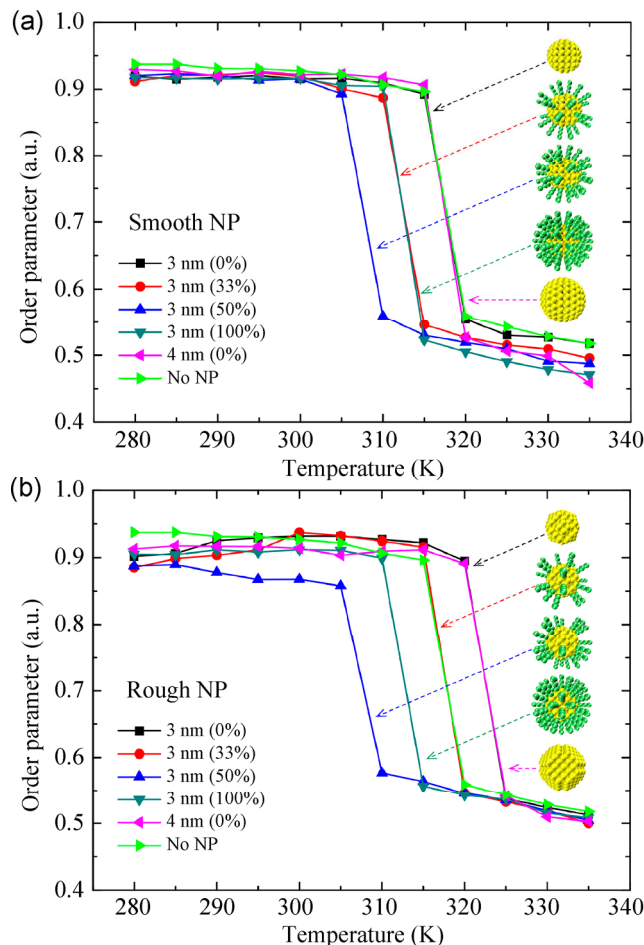 (a)
1.0
0.9
0.8
0.7
0.6
0.5
0.4
Order parameter (a.u.)
Smooth NP
3 nm (0%)
3 nm (33%)
3 nm (50%)
3 nm (100%)
4 nm (0%)
No NP
280 290 300 310 320 330 340
Temperature (K)
(b)
1.0
0.9
0.8
0.7
0.6
0.5
0.4
Order parameter (a.u.)
Rough NP
3 nm (0%)
3 nm (33%)
3 nm (50%)
3 nm (100%)
4 nm (0%)
No NP
280 290 300 310 320 330 340
Temperature (K)